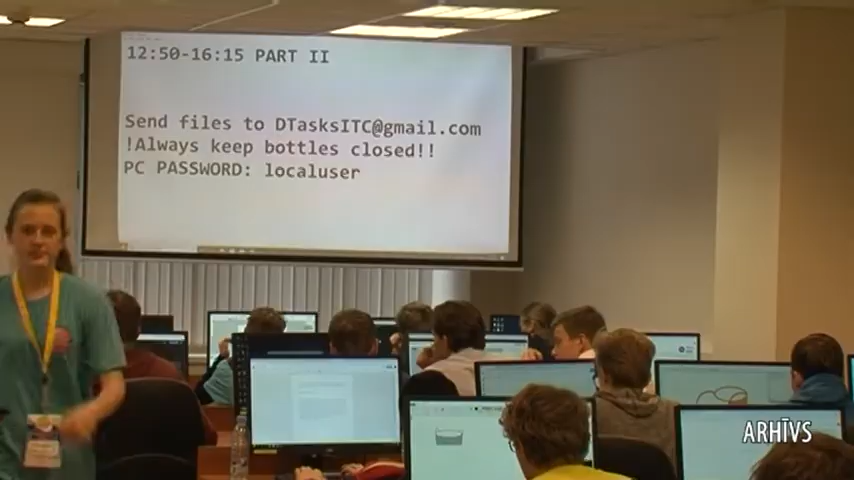 12:50-16:15 PART II
Send files to DTasksITC@gmail.com
!Always keep bottles closed!!
PC PASSWORD: localuser
ARHĪVS